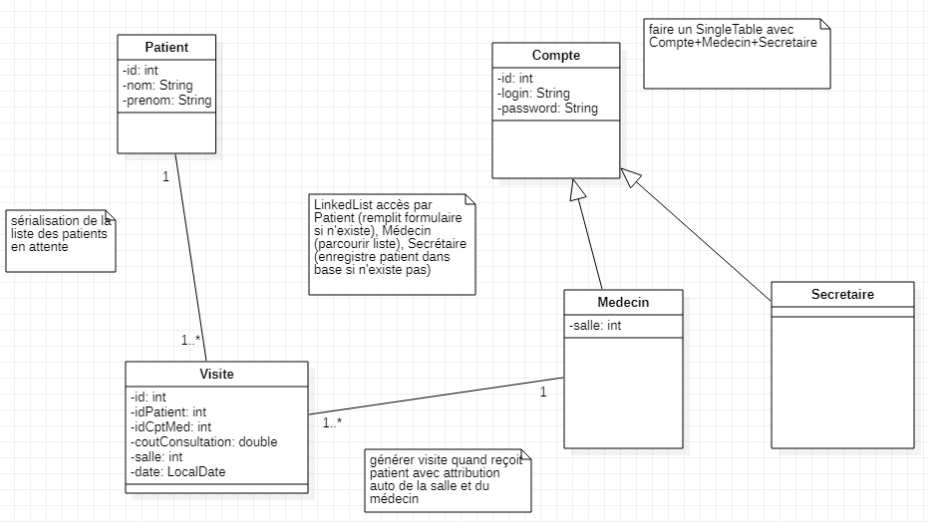 Patient
-id: int
-nom: String
-prenom: String
1
Compte
-id: int
-login: String
-password: String
faire un SingleTable avec
Compte+Medecin+Secretaire
sérialisation de la
liste des patients
en attente
LinkedList accès par
Patient (remplit formulaire
si n'existe), Médecin
(parcourir liste), Secrétaire
(enregistre patient dans
base si n'existe pas)
1..*
Visite
-id: int
-idPatient: int
-idCptMed: int
-coutConsultation: double
-salle: int
-date: LocalDate
1..*
1
Medecin
-salle: int
Secretaire
générer visite quand reçoit
patient avec attribution
auto de la salle et du
médecin